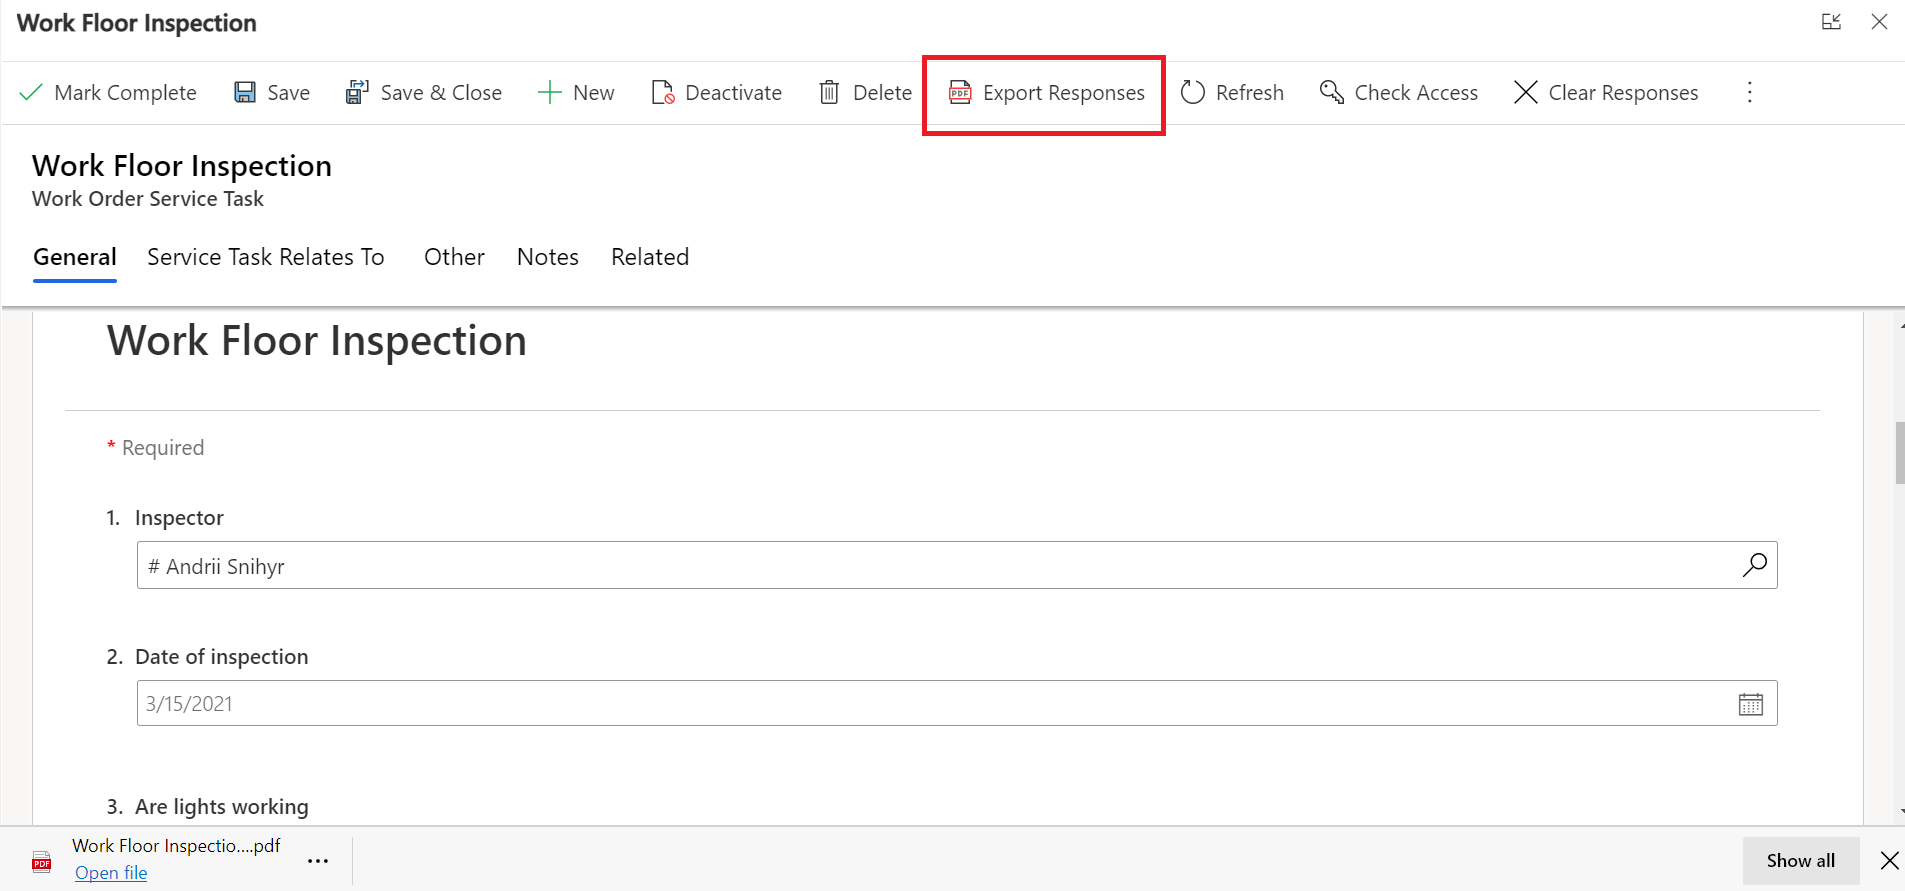 Work Floor Inspection
Mark Complete Save Save & Close New Deactivate Delete PDF Export Responses Refresh Check Access Clear Responses
Work Floor Inspection
Work Order Service Task
General Service Task Relates To Other Notes Related
Work Floor Inspection
* Required
1. Inspector
# Andrii Snihyr
2. Date of inspection
3/15/2021
3. Are lights working
PDF Work Floor Inspectio....pdf
Open file
Show all